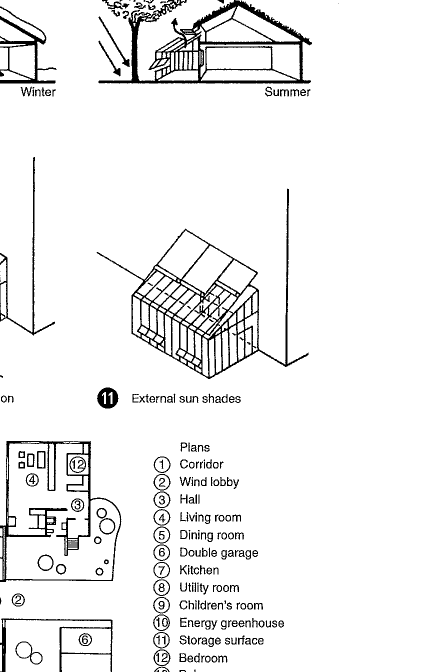 Winter
Summer
on
11 External sun shades
4
12
3
2
6
Plans
1 Corridor
2 Wind lobby
3 Hall
4 Living room
5 Dining room
6 Double garage
7 Kitchen
8 Utility room
9 Children's room
10 Energy greenhouse
11 Storage surface
12 Bedroom